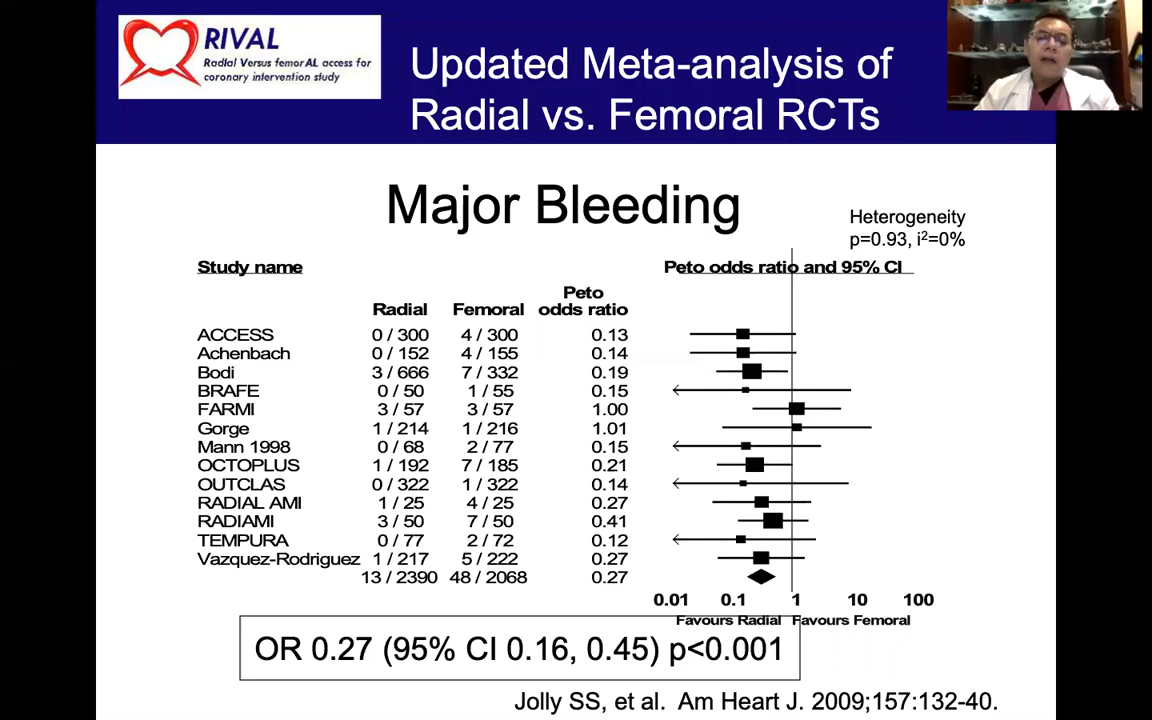 RIVAL
Radial Versus femorAL access for
coronary intervention study
Updated Meta-analysis of
Radial vs. Femoral RCTs
Major Bleeding
Heterogeneity
p=0.93, i²=0%
Study name
Peto odds ratio and 95% CI
Peto
Radial Femoral odds ratio
ACCESS 0 / 300 4 / 300 0.13
Achenbach 0 / 152 4 / 155 0.14
Bodi 3 / 666 7 / 332 0.19
BRAFE 0 / 50 1 / 55 0.15
FARMI 3 / 57 3 / 57 1.00
Gorge 1 / 214 1 / 216 1.01
Mann 1998 0 / 68 2 / 77 0.15
OCTOPLUS 1 / 192 7 / 185 0.21
OUTCLAS 0 / 322 1 / 322 0.14
RADIAL AMI 1 / 25 4 / 25 0.27
RADIAMI 3 / 50 7 / 50 0.41
TEMPURA 0 / 77 2 / 72 0.12
Vazquez-Rodriguez 1 / 217 5 / 222 0.27
13 / 2390 48 / 2068 0.27
0.01 0.1 1 10 100
Favours Radial Favours Femoral
OR 0.27 (95% CI 0.16, 0.45) p<0.001
Jolly SS, et al. Am Heart J. 2009;157:132-40.